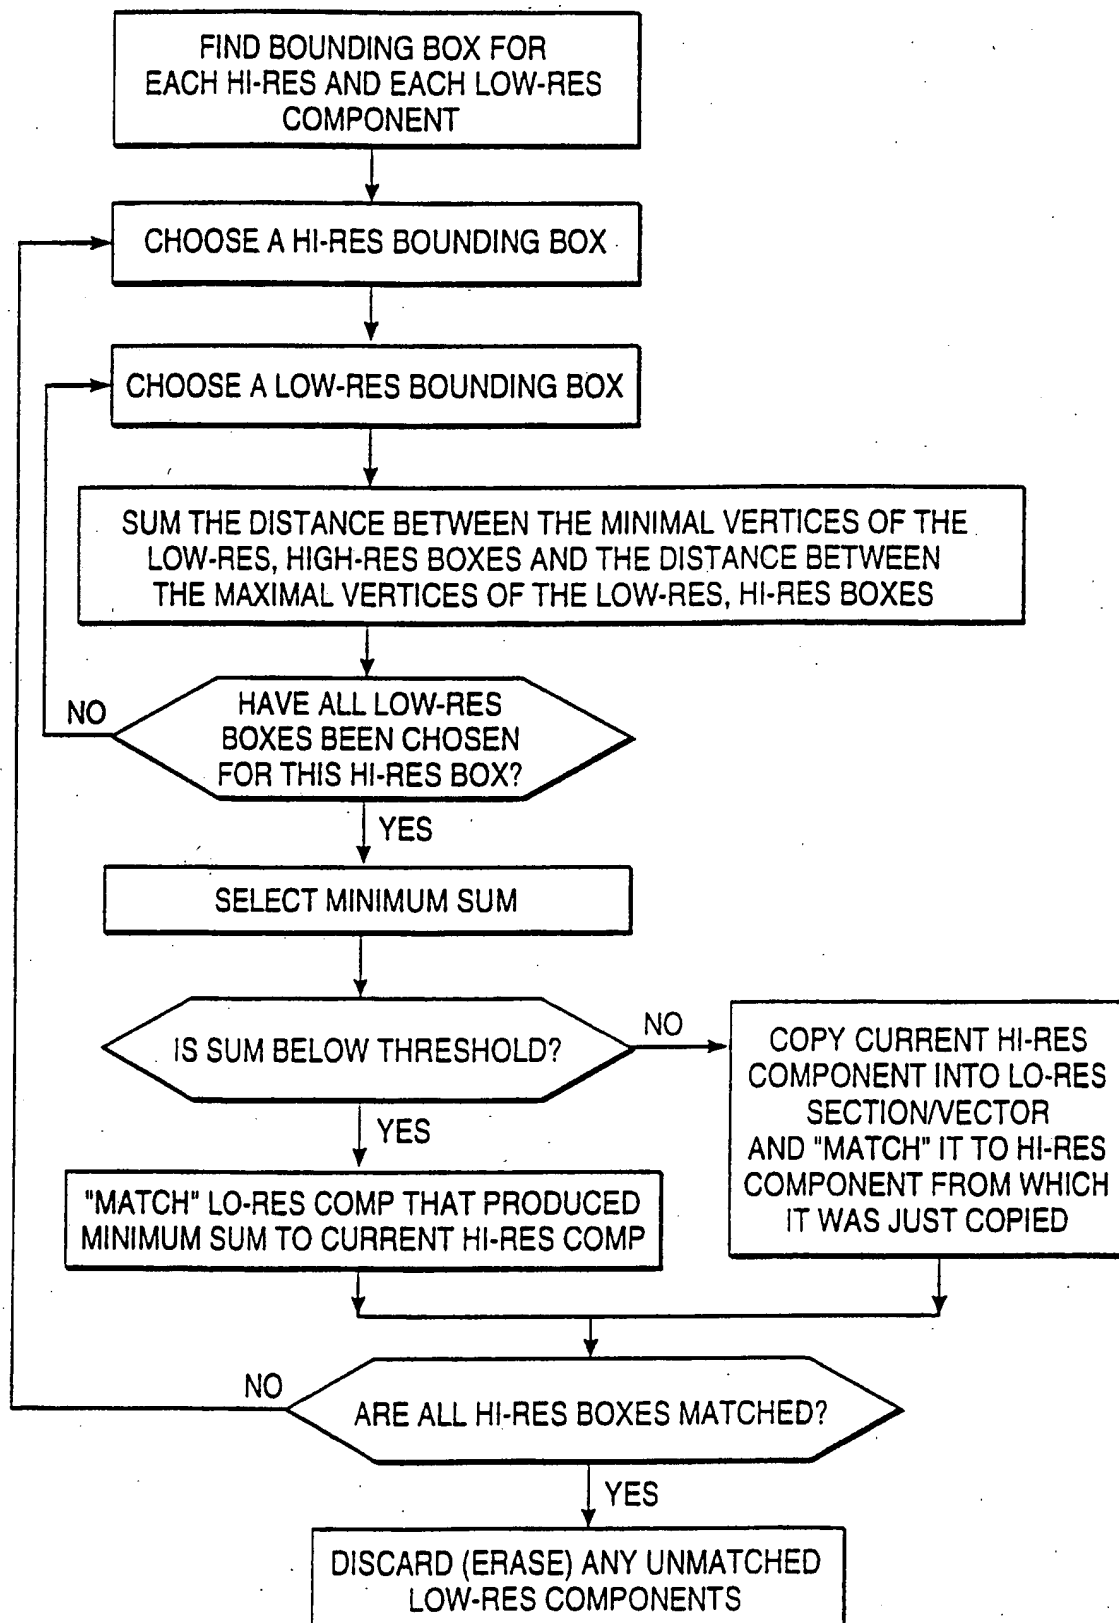 FIND BOUNDING BOX FOR
EACH HI-RES AND EACH LOW-RES
COMPONENT
CHOOSE A HI-RES BOUNDING BOX
CHOOSE A LOW-RES BOUNDING BOX
SUM THE DISTANCE BETWEEN THE MINIMAL VERTICES OF THE
LOW-RES, HIGH-RES BOXES AND THE DISTANCE BETWEEN
THE MAXIMAL VERTICES OF THE LOW-RES, HI-RES BOXES
NO
HAVE ALL LOW-RES
BOXES BEEN CHOSEN
FOR THIS HI-RES BOX?
YES
SELECT MINIMUM SUM
IS SUM BELOW THRESHOLD?
NO
YES
COPY CURRENT HI-RES
COMPONENT INTO LO-RES
SECTION/VECTOR
AND "MATCH" IT TO HI-RES
COMPONENT FROM WHICH
IT WAS JUST COPIED
"MATCH" LO-RES COMP THAT PRODUCED
MINIMUM SUM TO CURRENT HI-RES COMP
NO
ARE ALL HI-RES BOXES MATCHED?
YES
DISCARD (ERASE) ANY UNMATCHED
LOW-RES COMPONENTS